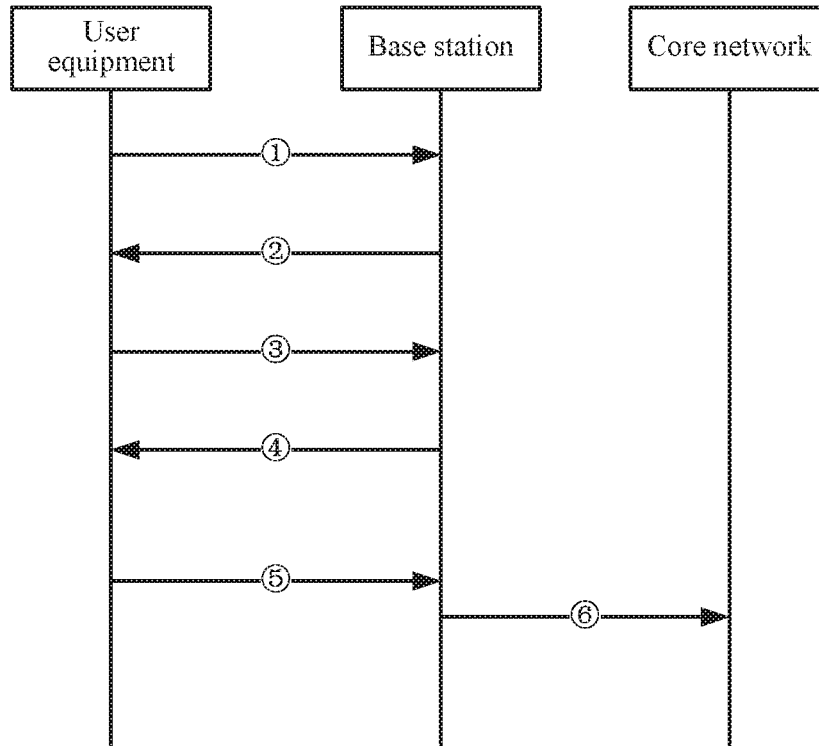 User
equipment
Base station
Core network
①
②
③
④
⑤
⑥